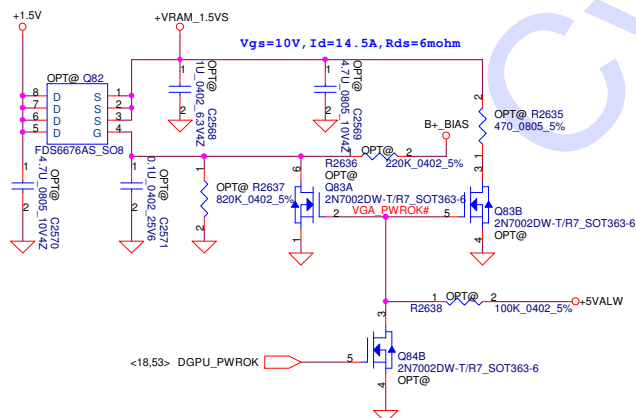 +1.5V
+VRAM_1.5VS
Vgs=10V,Id=14.5A,Rds=6mohm
OPT@ Q82
8 D S 1
7 D S 2
6 D S 3
5 D G 4
FDS6676AS_SO8
1
2
OPT@
1U_0402_6.3V4Z
C2568
1
2
OPT@
4.7U_0805_10V4Z
C2569
2
OPT@ R2635
470_0805_5%
1
B+_BIAS
1
2
OPT@
4.7U_0805_10V4Z
C2570
1
2
OPT@
0.1U_0402_25V6
C2571
1
OPT@ R2637
820K_0402_5%
2
1 OPT@ 2
R2636
220K_0402_5%
OPT@
Q83A
2N7002DW-T/R7_SOT363-6
6
2
1
VGA_PWROK#
3
5
4
Q83B
2N7002DW-T/R7_SOT363-6
OPT@
1 OPT@ 2
R2638
100K_0402_5%
+5VALW
<18,53> DGPU_PWROK
3
5
4
Q84B
2N7002DW-T/R7_SOT363-6
OPT@